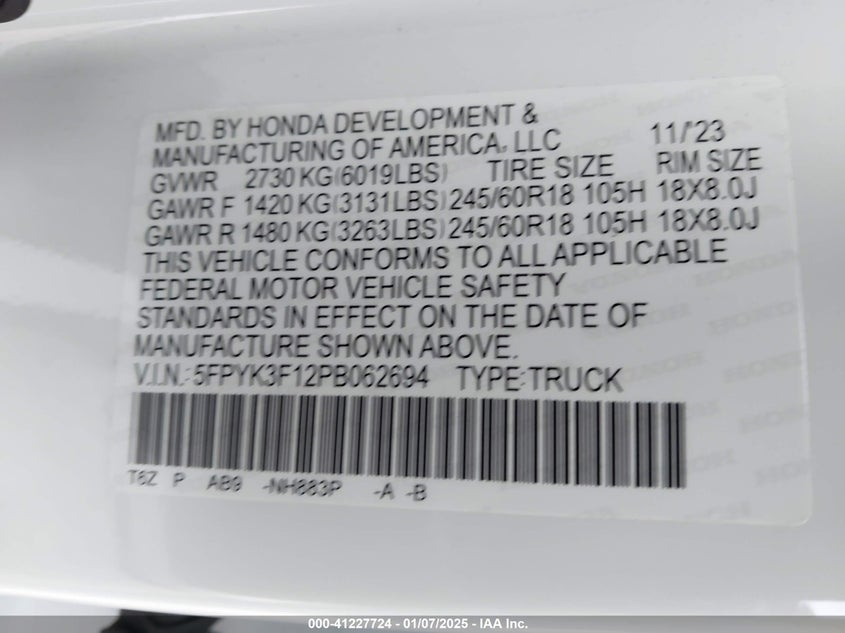 MFD. BY HONDA DEVELOPMENT &
MANUFACTURING OF AMERICA, LLC 11/'23
GVWR 2730 KG(6019LBS) TIRE SIZE RIM SIZE
GAWR F 1420 KG(3131LBS) 245/60R18 105H 18X8.0J
GAWR R 1480 KG(3263LBS) 245/60R18 105H 18X8.0J
THIS VEHICLE CONFORMS TO ALL APPLICABLE
FEDERAL MOTOR VEHICLE SAFETY
STANDARDS IN EFFECT ON THE DATE OF
MANUFACTURE SHOWN ABOVE.
V.I.N.: 5FPYK3F12PB062694 TYPE: TRUCK
T6Z P AB9 -NH883P -A -B
000-41227724 - 01/07/2025 - IAA Inc.